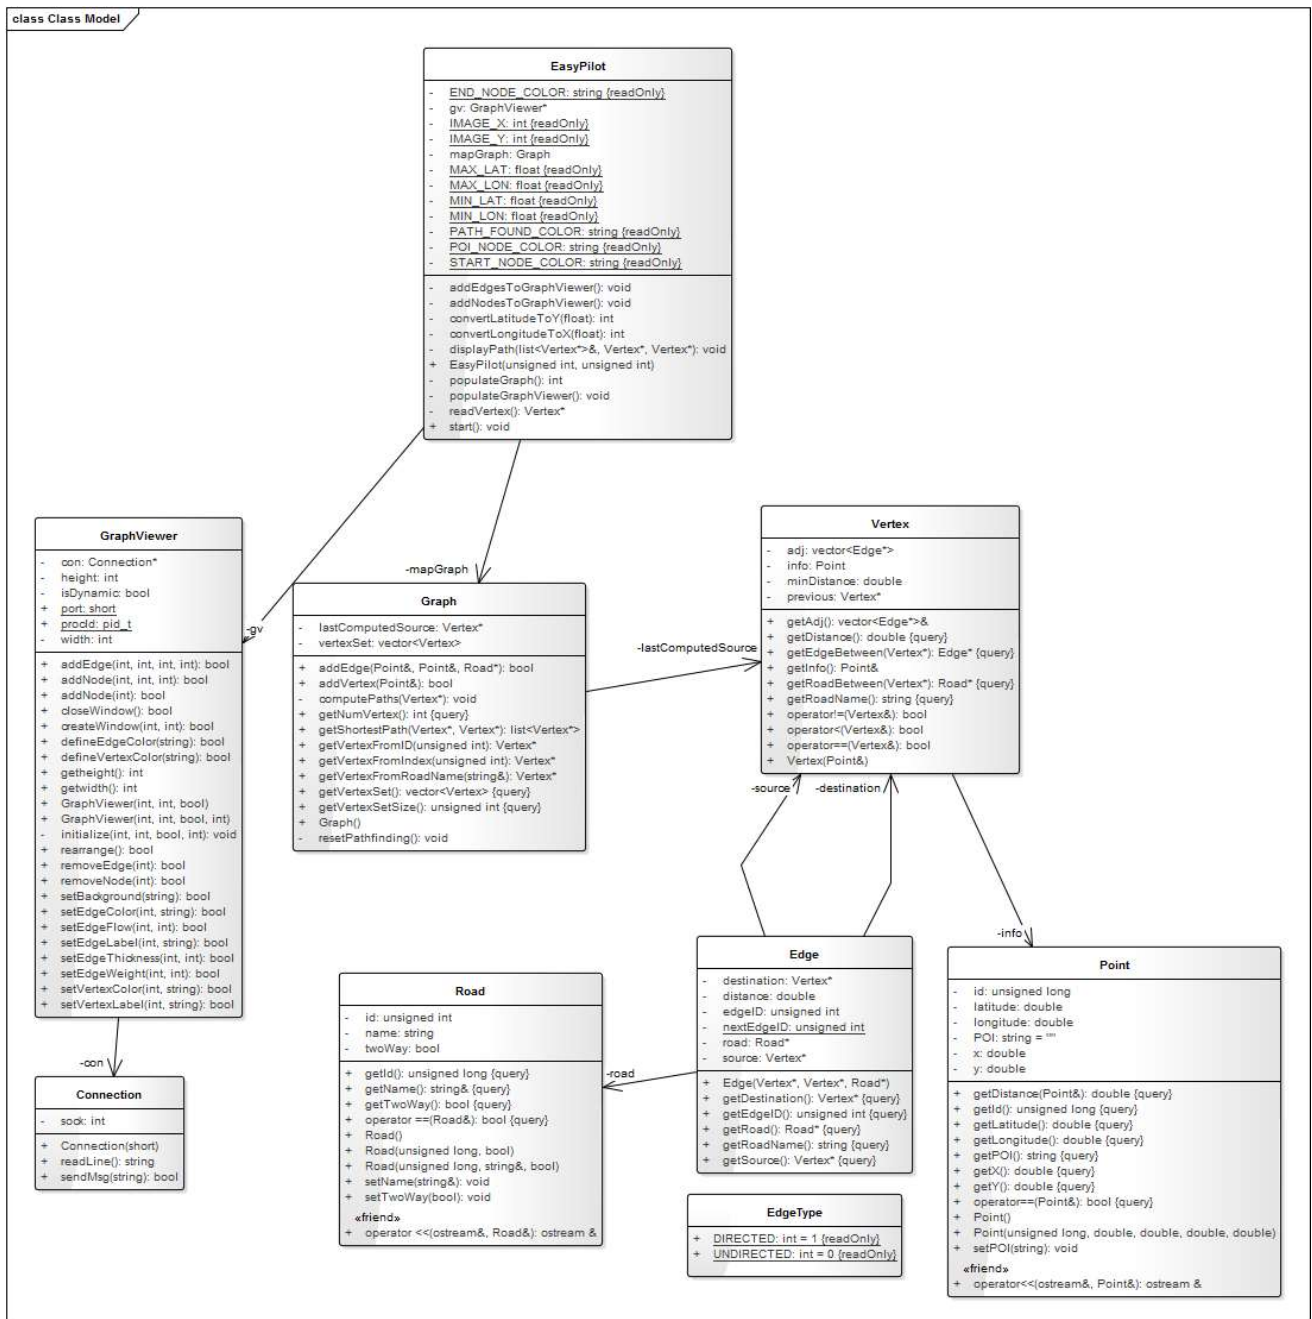 class Class Model
EasyPilot
- END_NODE_COLOR: string {readOnly}
- gv: GraphViewer*
- IMAGE_X: int {readOnly}
- IMAGE_Y: int {readOnly}
- mapGraph: Graph
- MAX_LAT: float {readOnly}
- MAX_LON: float {readOnly}
- MIN_LAT: float {readOnly}
- MIN_LON: float {readOnly}
- PATH_FOUND_COLOR: string {readOnly}
- POI_NODE_COLOR: string {readOnly}
- START_NODE_COLOR: string {readOnly}
- addEdgesToGraphViewer(): void
- addNodesToGraphViewer(): void
- convertLatitudeToY(float): int
- convertLongitudeToX(float): int
- displayPath(list<Vertex*>&, Vertex*, Vertex*): void
+ EasyPilot(unsigned int, unsigned int)
- populateGraph(): int
- populateGraphViewer(): void
- readVertex(): Vertex*
+ start(): void
-gv
-mapGraph
GraphViewer
- con: Connection*
- height: int
- isDynamic: bool
+ port: short
+ procId: pid_t
- width: int
+ addEdge(int, int, int, int): bool
+ addNode(int, int, int): bool
+ addNode(int): bool
+ closeWindow(): bool
+ createWindow(int, int): bool
+ defineEdgeColor(string): bool
+ defineVertexColor(string): bool
+ getheight(): int
+ getwidth(): int
+ GraphViewer(int, int, bool)
+ GraphViewer(int, int, bool, int)
- initialize(int, int, bool, int): void
+ rearrange(): bool
+ removeEdge(int): bool
+ removeNode(int): bool
+ setBackground(string): bool
+ setEdgeColor(int, string): bool
+ setEdgeFlow(int, int): bool
+ setEdgeLabel(int, string): bool
+ setEdgeThickness(int, int): bool
+ setEdgeWeight(int, int): bool
+ setVertexColor(int, string): bool
+ setVertexLabel(int, string): bool
Graph
- lastComputedSource: Vertex*
- vertexSet: vector<Vertex>
+ addEdge(Point&, Point&, Road*): bool
+ addVertex(Point&): bool
- computePaths(Vertex*): void
+ getNumVertex(): int {query}
+ getShortestPath(Vertex*, Vertex*): list<Vertex*>
+ getVertexFromID(unsigned int): Vertex*
+ getVertexFromIndex(unsigned int): Vertex*
+ getVertexFromRoadName(string&): Vertex*
+ getVertexSet(): vector<Vertex> {query}
+ getVertexSetSize(): unsigned int {query}
+ Graph()
- resetPathfinding(): void
-lastComputedSource
Vertex
- adj: vector<Edge*>
- info: Point
- minDistance: double
- previous: Vertex*
+ getAdj(): vector<Edge*>&
+ getDistance(): double {query}
+ getEdgeBetween(Vertex*): Edge* {query}
+ getInfo(): Point&
+ getRoadBetween(Vertex*): Road* {query}
+ getRoadName(): string {query}
+ operator!=(Vertex&): bool
+ operator<(Vertex&): bool
+ operator==(Vertex&): bool
+ Vertex(Point&)
-source
-destination
-info
-con
Connection
- sock: int
+ Connection(short)
+ readLine(): string
+ sendMsg(string): bool
Road
- id: unsigned int
- name: string
- twoWay: bool
+ getId(): unsigned long {query}
+ getName(): string& {query}
+ getTwoWay(): bool {query}
+ operator ==(Road&): bool {query}
+ Road()
+ Road(unsigned long, bool)
+ Road(unsigned long, string&, bool)
+ setName(string&): void
+ setTwoWay(bool): void
«friend»
+ operator <<(ostream&, Road&): ostream &
-road
Edge
- destination: Vertex*
- distance: double
- edgeID: unsigned int
- nextEdgeID: unsigned int
- road: Road*
- source: Vertex*
+ Edge(Vertex*, Vertex*, Road*)
+ getDestination(): Vertex* {query}
+ getEdgeID(): unsigned int {query}
+ getRoad(): Road* {query}
+ getRoadName(): string {query}
+ getSource(): Vertex* {query}
EdgeType
+ DIRECTED: int = 1 {readOnly}
+ UNDIRECTED: int = 0 {readOnly}
Point
- id: unsigned long
- latitude: double
- longitude: double
- POI: string = ""
- x: double
- y: double
+ getDistance(Point&): double {query}
+ getId(): unsigned long {query}
+ getLatitude(): double {query}
+ getLongitude(): double {query}
+ getPOI(): string {query}
+ getX(): double {query}
+ getY(): double {query}
+ operator==(Point&): bool {query}
+ Point()
+ Point(unsigned long, double, double, double, double)
+ setPOI(string): void
«friend»
+ operator<<(ostream&, Point&): ostream &